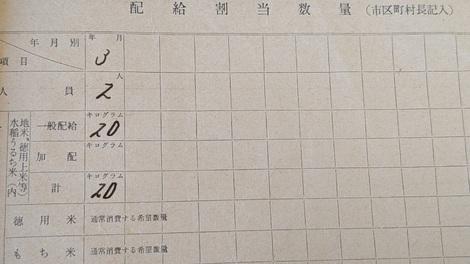 配給割当数量(市区町村長記入)
年月別 年 月
項目 3
人員 人
2
水稲うるち米(内地米、徳用上米等)
一般配給 キログラム
20
加配 キログラム
計 キログラム
20
徳用米 通常消費する希望数量
もち米 通常消費する希望数量